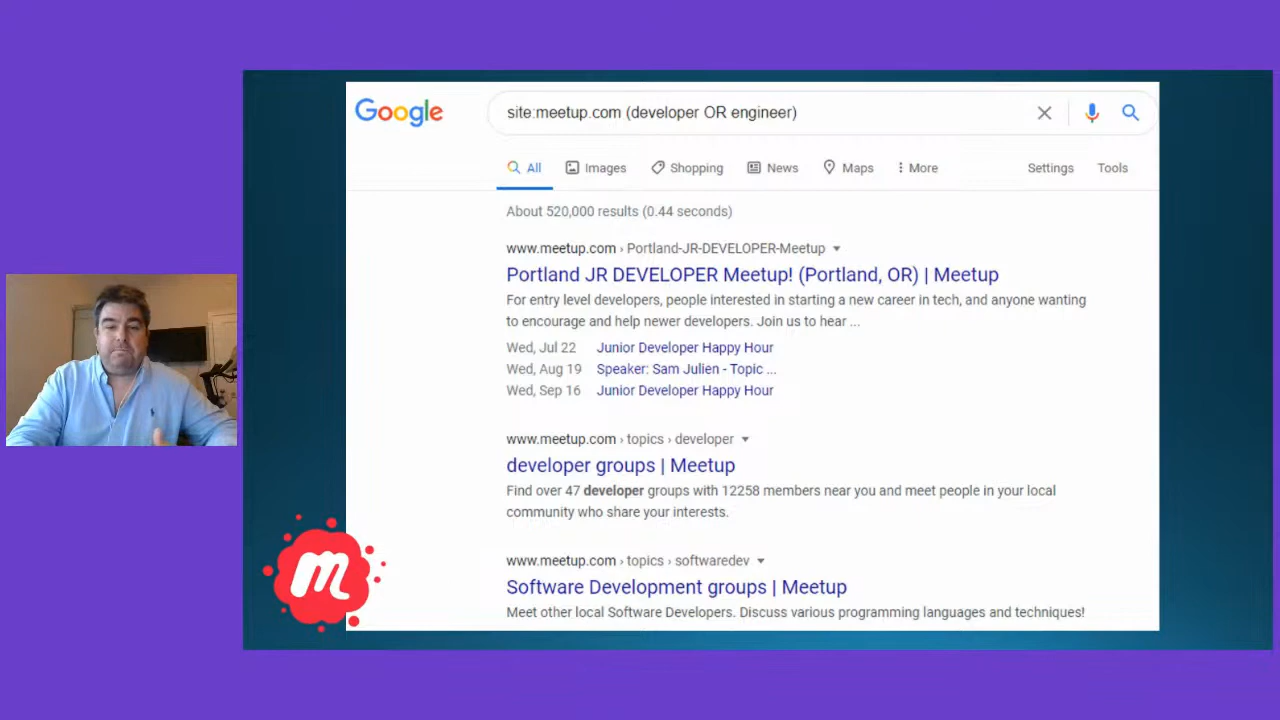 Google
site:meetup.com (developer OR engineer)
All Images Shopping News Maps More Settings Tools
About 520,000 results (0.44 seconds)
www.meetup.com › Portland-JR-DEVELOPER-Meetup
Portland JR DEVELOPER Meetup! (Portland, OR) | Meetup
For entry level developers, people interested in starting a new career in tech, and anyone wanting
to encourage and help newer developers. Join us to hear ...
Wed, Jul 22 Junior Developer Happy Hour
Wed, Aug 19 Speaker: Sam Julien - Topic ...
Wed, Sep 16 Junior Developer Happy Hour
www.meetup.com › topics › developer
developer groups | Meetup
Find over 47 developer groups with 12258 members near you and meet people in your local
community who share your interests.
www.meetup.com › topics › softwaredev
Software Development groups | Meetup
Meet other local Software Developers. Discuss various programming languages and techniques!
m